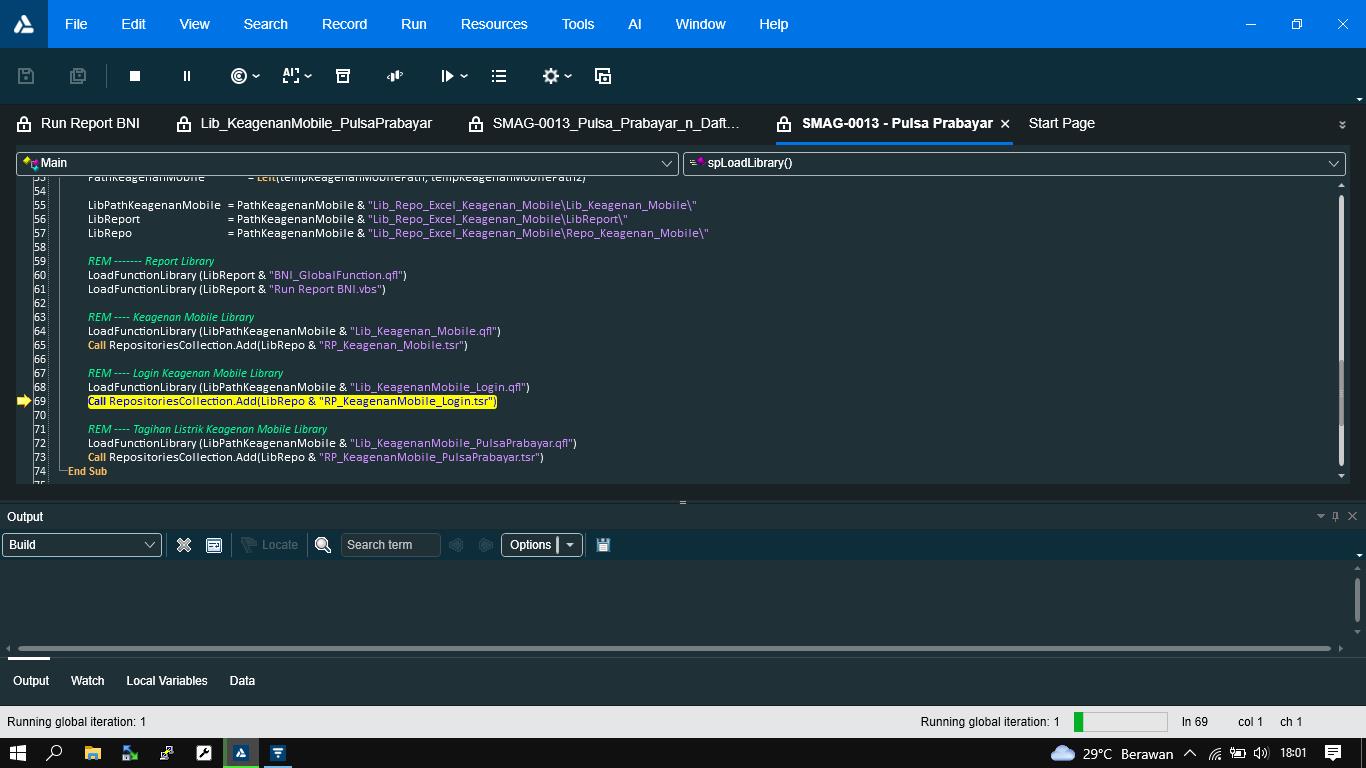 File Edit View Search Record Run Resources Tools AI Window Help
Run Report BNI Lib_KeagenanMobile_PulsaPrabayar SMAG-0013_Pulsa_Prabayar_n_Daft... SMAG-0013 - Pulsa Prabayar Start Page
Main spLoadLibrary()
53 PathKeagenanMobile = Left(tempKeagenanMobilePath, tempKeagenanMobilePath2)
54
55 LibPathKeagenanMobile = PathKeagenanMobile & "Lib_Repo_Excel_Keagenan_Mobile\Lib_Keagenan_Mobile\"
56 LibReport = PathKeagenanMobile & "Lib_Repo_Excel_Keagenan_Mobile\LibReport\"
57 LibRepo = PathKeagenanMobile & "Lib_Repo_Excel_Keagenan_Mobile\Repo_Keagenan_Mobile\"
58
59 REM ------- Report Library
60 LoadFunctionLibrary (LibReport & "BNI_GlobalFunction.qfl")
61 LoadFunctionLibrary (LibReport & "Run Report BNI.vbs")
62
63 REM ---- Keagenan Mobile Library
64 LoadFunctionLibrary (LibPathKeagenanMobile & "Lib_Keagenan_Mobile.qfl")
65 Call RepositoriesCollection.Add(LibRepo & "RP_Keagenan_Mobile.tsr")
66
67 REM ---- Login Keagenan Mobile Library
68 LoadFunctionLibrary (LibPathKeagenanMobile & "Lib_KeagenanMobile_Login.qfl")
69 Call RepositoriesCollection.Add(LibRepo & "RP_KeagenanMobile_Login.tsr")
70
71 REM ---- Tagihan Listrik Keagenan Mobile Library
72 LoadFunctionLibrary (LibPathKeagenanMobile & "Lib_KeagenanMobile_PulsaPrabayar.qfl")
73 Call RepositoriesCollection.Add(LibRepo & "RP_KeagenanMobile_PulsaPrabayar.tsr")
74 End Sub
75
Output
Build Locate Search term Options
Output Watch Local Variables Data
Running global iteration: 1 Running global iteration: 1 ln 69 col 1 ch 1
29°C Berawan 18:01